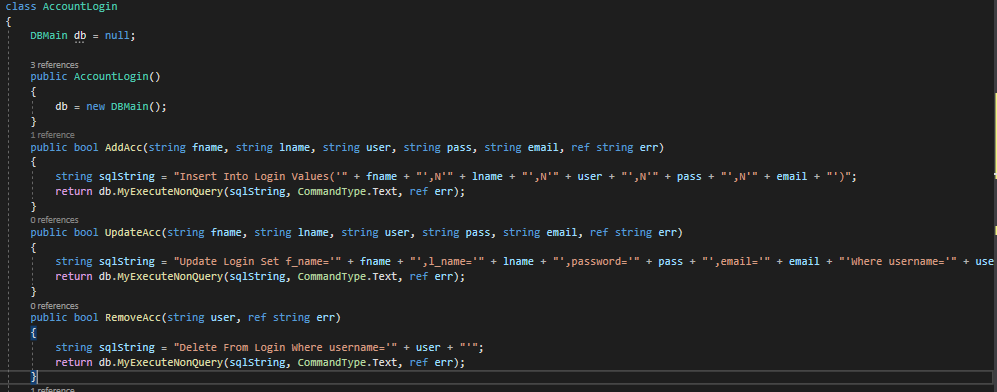 class AccountLogin
{
DBMain db = null;
3 references
public AccountLogin()
{
db = new DBMain();
}
1 reference
public bool AddAcc(string fname, string lname, string user, string pass, string email, ref string err)
{
string sqlString = "Insert Into Login Values('" + fname + "',N'" + lname + "',N'" + user + "',N'" + pass + "',N'" + email + "')";
return db.MyExecuteNonQuery(sqlString, CommandType.Text, ref err);
}
0 references
public bool UpdateAcc(string fname, string lname, string user, string pass, string email, ref string err)
{
string sqlString = "Update Login Set f_name='" + fname + "',l_name='" + lname + "',password='" + pass + "',email='" + email + "'Where username='" + use
return db.MyExecuteNonQuery(sqlString, CommandType.Text, ref err);
}
0 references
public bool RemoveAcc(string user, ref string err)
{
string sqlString = "Delete From Login Where username='" + user + "'";
return db.MyExecuteNonQuery(sqlString, CommandType.Text, ref err);
}
1 reference